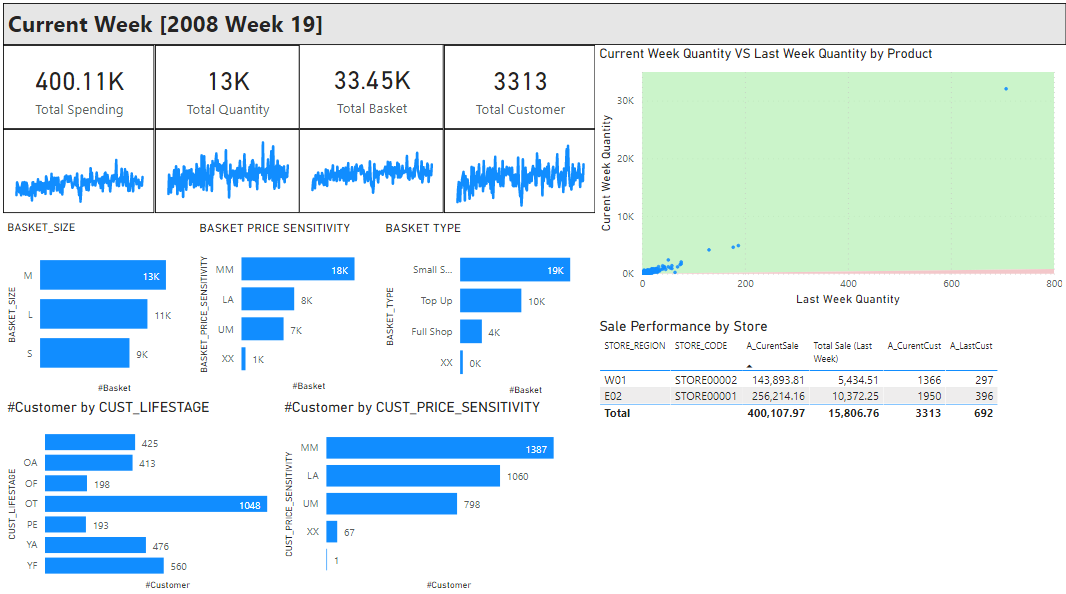 Current Week [2008 Week 19]
400.11K
Total Spending
13K
Total Quantity
33.45K
Total Basket
3313
Total Customer
BASKET_SIZE
BASKET_SIZE
M 13K
L 11K
S 9K
#Basket
BASKET PRICE SENSITIVITY
BASKET_PRICE_SENSITIVITY
MM 18K
LA 8K
UM 7K
XX 1K
#Basket
BASKET TYPE
BASKET_TYPE
Small S... 19K
Top Up 10K
Full Shop 4K
XX 0K
#Basket
#Customer by CUST_LIFESTAGE
CUST_LIFESTAGE
425
OA 413
OF 198
OT 1048
PE 193
YA 476
YF 560
#Customer
#Customer by CUST_PRICE_SENSITIVITY
CUST_PRICE_SENSITIVITY
MM 1387
LA 1060
UM 798
XX 67
1
#Customer
Current Week Quantity VS Last Week Quantity by Product
Curent Week Quantity
30K
20K
10K
0K
0 200 400 600 800
Last Week Quantity
Sale Performance by Store
STORE_REGION STORE_CODE A_CurentSale Total Sale (Last Week) A_CurentCust A_LastCust
W01 STORE00002 143,893.81 5,434.51 1366 297
E02 STORE00001 256,214.16 10,372.25 1950 396
Total 400,107.97 15,806.76 3313 692